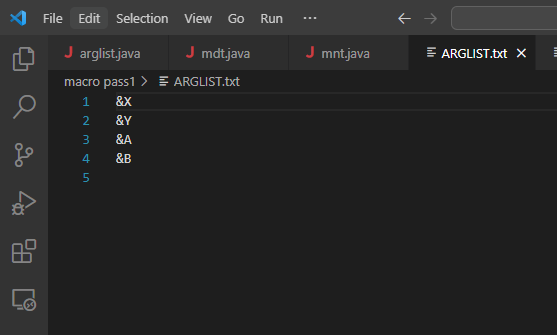 File Edit Selection View Go Run ···
J arglist.java J mdt.java J mnt.java ARGLIST.txt
macro pass1 > ARGLIST.txt
1 &X
2 &Y
3 &A
4 &B
5